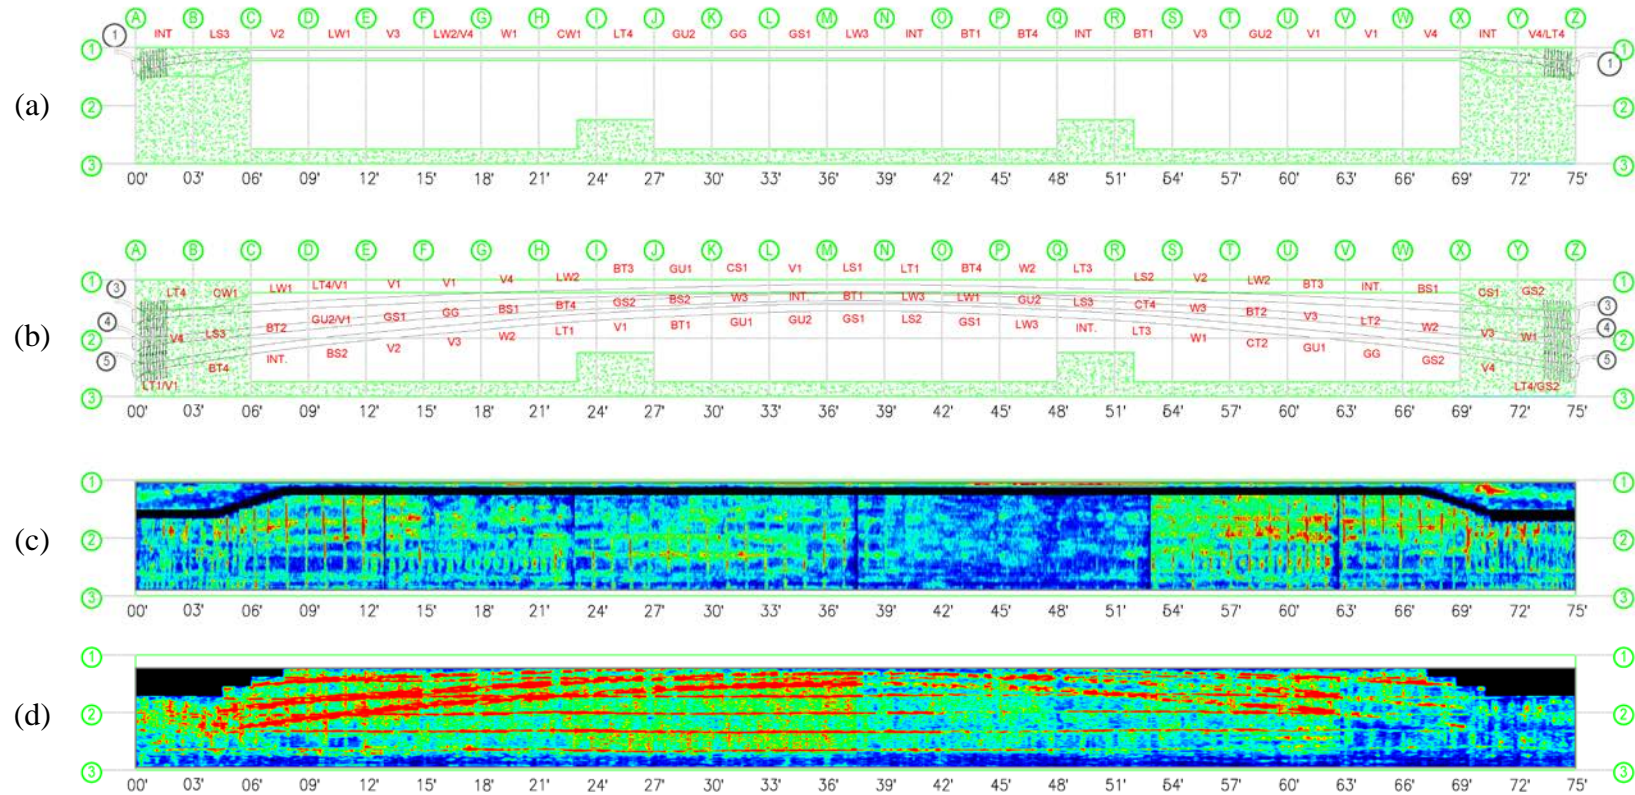 A B C D E F G H I J K L M N O P Q R S T U V W X Y Z
1 INT LS3 V2 LW1 V3 LW2/V4 W1 CW1 LT4 GU2 GG GS1 LW3 INT BT1 BT4 INT BT1 V3 GU2 V1 V1 V4 INT V4/LT4
1 1
1
(a) 2 2
3 3
00' 03' 06' 09' 12' 15' 18' 21' 24' 27' 30' 33' 36' 39' 42' 45' 48' 51' 54' 57' 60' 63' 66' 69' 72' 75'
A B C D E F G H I J K L M N O P Q R S T U V W X Y Z
BT3 GU1 CS1 V1 LS1 LT1 BT4 W2 LT3
1 LW1 LT4/V1 V1 V1 V4 LW2 LS2 V2 LW2 BT3 INT. BS1 1
3 LT4 CW1 CS1 GS2 3
GU2/V1 GS1 GG BS1 BT4 GS2 BS2 W3 INT. BT1 LW3 LW1 GU2 LS3 CT4 W3 BT2 V3 LT2
4 V4 LS3 BT2 W2 V3 W1 4
(b) 2 2
INT. BS2 V2 V3 W2 LT1 V1 BT1 GU1 GU2 GS1 LS2 GS1 LW3 INT. LT3 W1 CT2 GU1 GG GS2
5 BT4 V4 5
LT1/V1 LT4/GS2
3 3
00' 03' 06' 09' 12' 15' 18' 21' 24' 27' 30' 33' 36' 39' 42' 45' 48' 51' 54' 57' 60' 63' 66' 69' 72' 75'
1 1
(c) 2 2
3 3
00' 03' 06' 09' 12' 15' 18' 21' 24' 27' 30' 33' 36' 39' 42' 45' 48' 51' 54' 57' 60' 63' 66' 69' 72' 75'
1 1
(d) 2 2
3 3
00' 03' 06' 09' 12' 15' 18' 21' 24' 27' 30' 33' 36' 39' 42' 45' 48' 51' 54' 57' 60' 63' 66' 69' 72' 75'